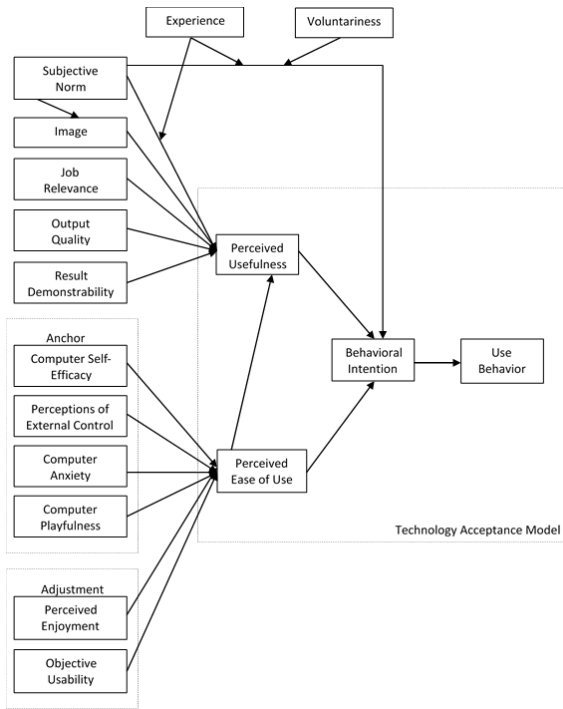 Experience
Voluntariness
Subjective
Norm
Image
Job
Relevance
Output
Quality
Result
Demonstrability
Perceived
Usefulness
Anchor
Computer Self-
Efficacy
Perceptions of
External Control
Computer
Anxiety
Computer
Playfulness
Perceived
Ease of Use
Behavioral
Intention
Use
Behavior
Technology Acceptance Model
Adjustment
Perceived
Enjoyment
Objective
Usability